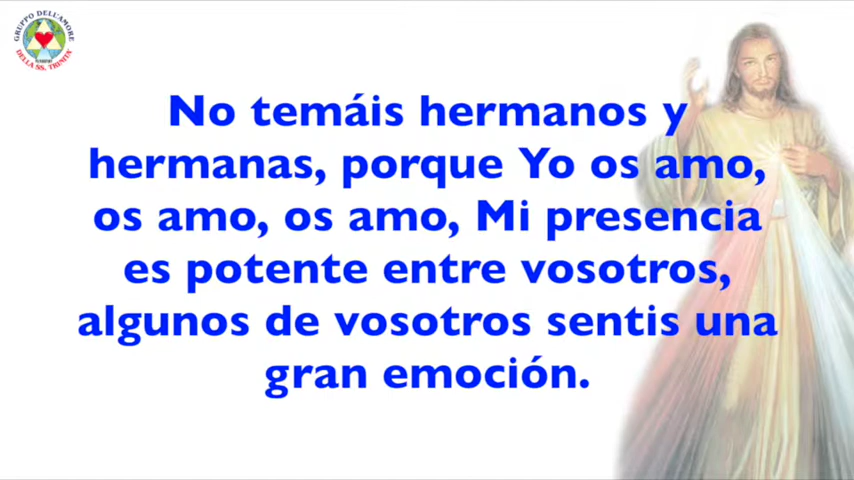 GRUPPO DELL'AMORE
DELLA SS. TRINITÀ
No temáis hermanos y
hermanas, porque Yo os amo,
os amo, os amo, Mi presencia
es potente entre vosotros,
algunos de vosotros sentis una
gran emoción.